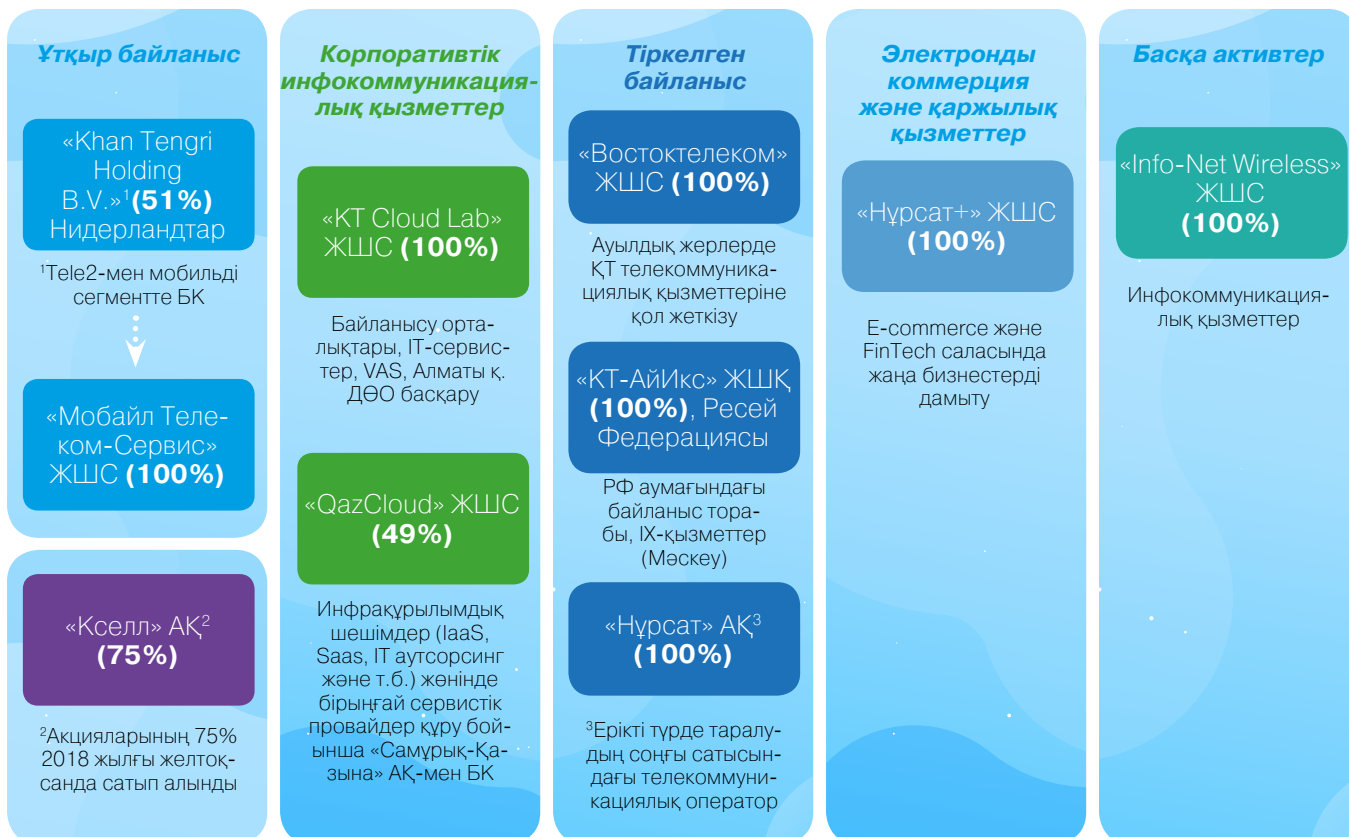 Ұтқыр байланыс
«Khan Tengri
Holding
B.V.»¹(51%)
Нидерландтар
¹Tele2-мен мобильді
сегментте БК
«Мобайл Теле-
ком-Сервис»
ЖШС (100%)
«Кселл» АҚ²
(75%)
²Акцияларының 75%
2018 жылғы желтоқ-
санда сатып алынды
Корпоративтік
инфокоммуникация-
лық қызметтер
«KT Cloud Lab»
ЖШС (100%)
Байланысу орта-
лықтары, IT-сервис-
тер, VAS, Алматы қ.
ДӨО басқару
«QazCloud» ЖШС
(49%)
Инфрақұрылымдық
шешімдер (IaaS,
Saas, IT аутсорсинг
және т.б.) жөнінде
бірыңғай сервистік
провайдер құру бой-
ынша «Самұрық-Қа-
зына» АҚ-мен БК
Тіркелген
байланыс
«Востоктелеком»
ЖШС (100%)
Ауылдық жерлерде
ҚТ телекоммуника-
циялық қызметтеріне
қол жеткізу
«КТ-АйИкс» ЖШҚ
(100%), Ресей
Федерациясы
РФ аумағындағы
байланыс тора-
бы, IX-қызметтер
(Мәскеу)
«Нұрсат» АҚ³
(100%)
³Ерікті түрде таралу-
дың соңғы сатысын-
дағы телекоммуни-
кациялық оператор
Электронды
коммерция
және қаржылық
қызметтер
«Нұрсат+» ЖШС
(100%)
E-commerce және
FinTech саласында
жаңа бизнестерді
дамыту
Басқа активтер
«Info-Net Wireless»
ЖШС
(100%)
Инфокоммуникация-
лық қызметтер